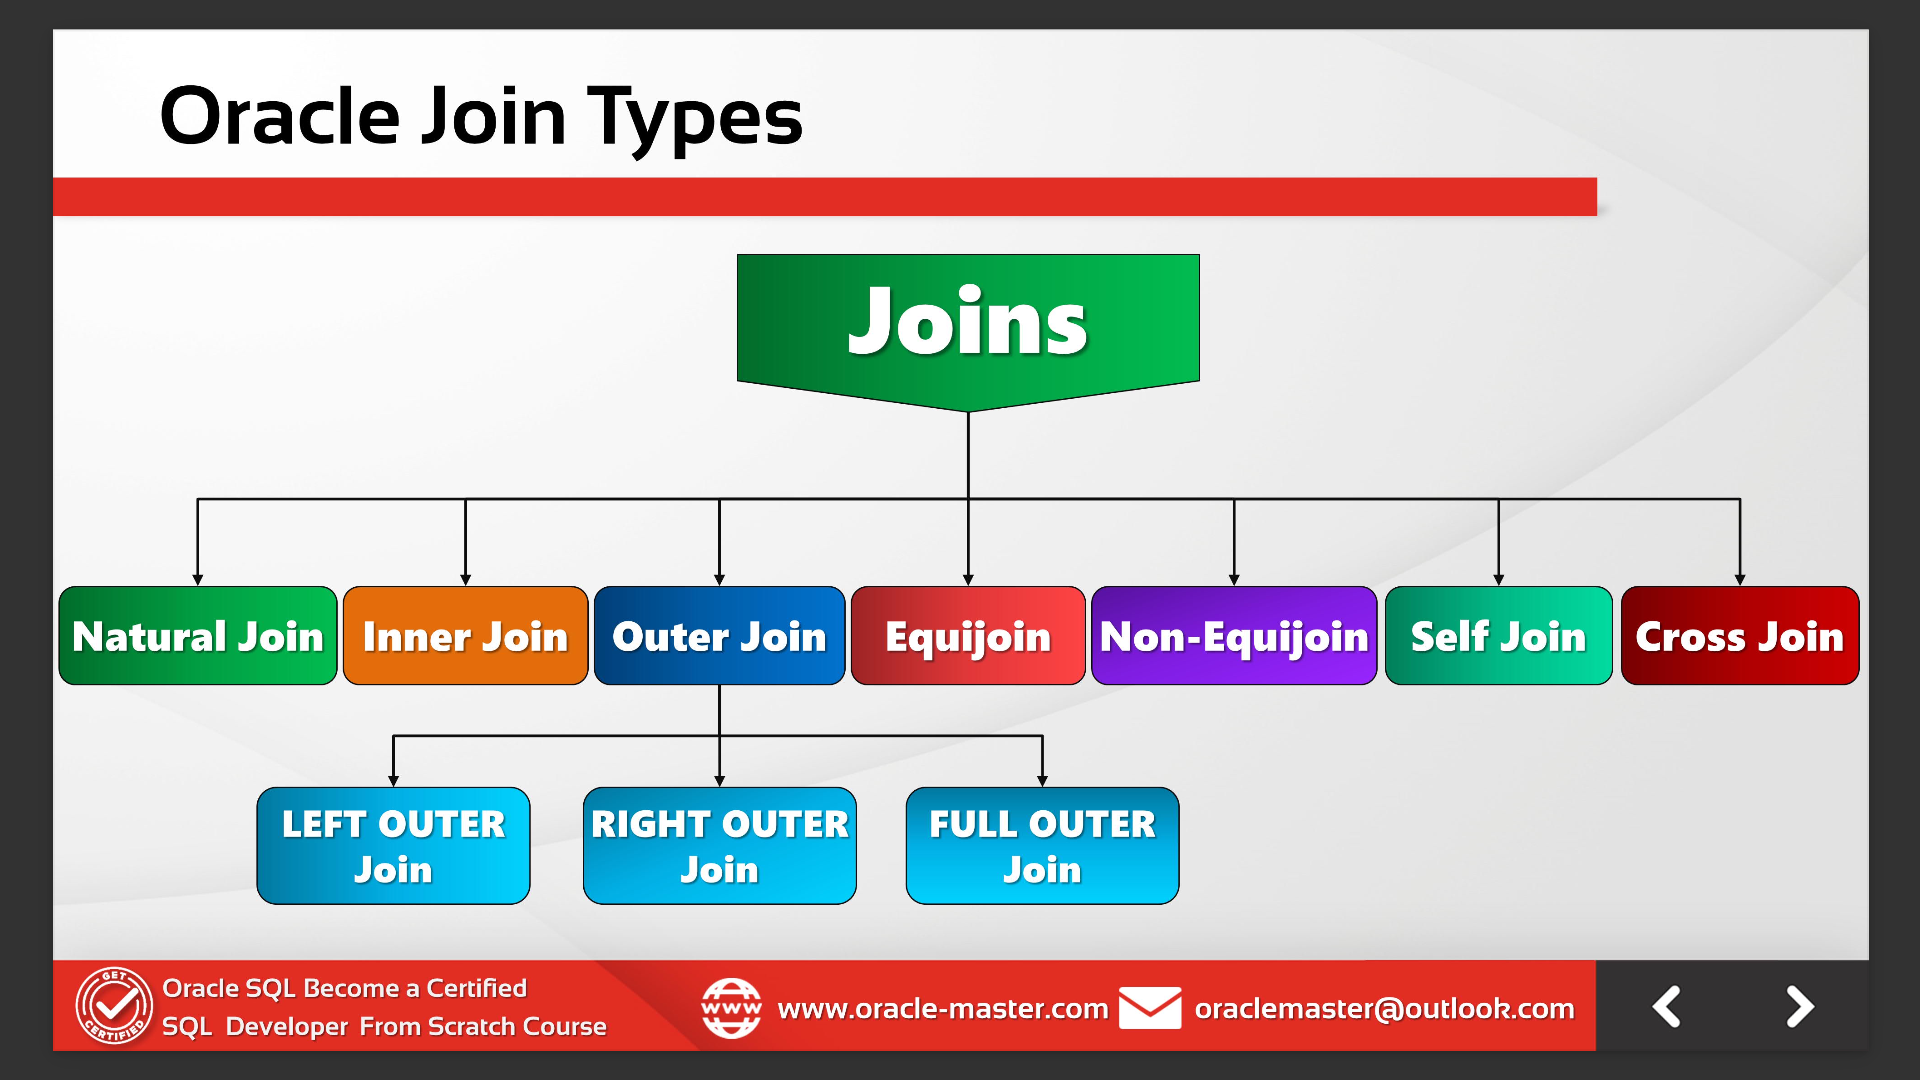 Oracle Join Types
Joins
Natural Join
Inner Join
Outer Join
Equijoin
Non-Equijoin
Self Join
Cross Join
LEFT OUTER
Join
RIGHT OUTER
Join
FULL OUTER
Join
GET
CERTIFIED
Oracle SQL Become a Certified
SQL Developer From Scratch Course
WWW
www.oracle-master.com
oraclemaster@outlook.com